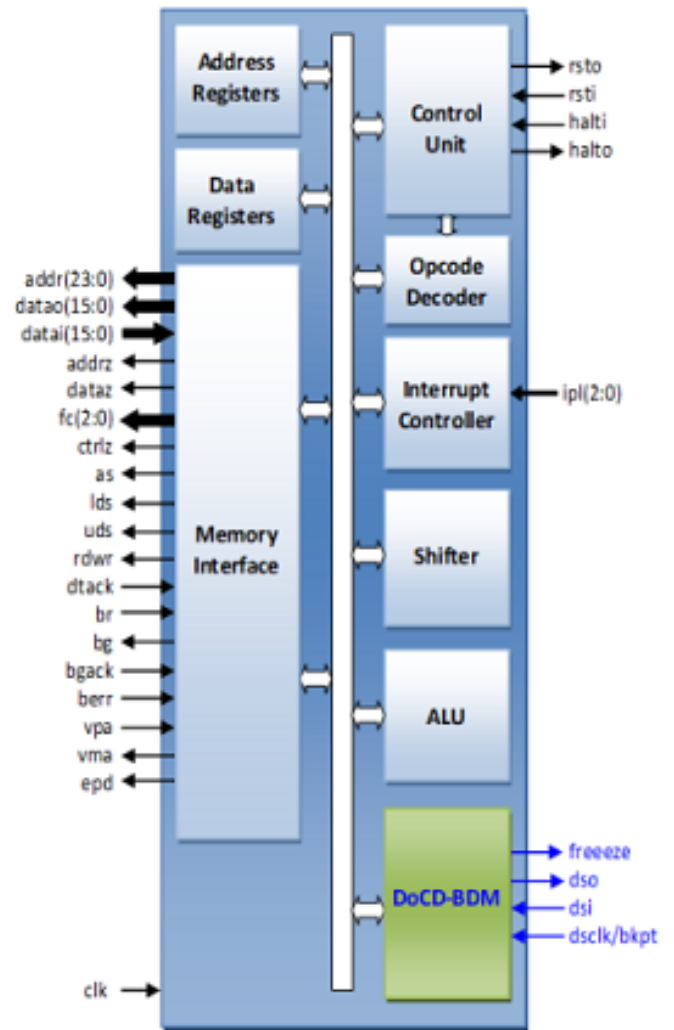 Address
Registers
Data
Registers
addr(23:0)
datao(15:0)
datai(15:0)
addrz
dataz
fc(2:0)
ctrlz
as
lds
uds
rdwr
dtack
br
bg
bgack
berr
vpa
vma
epd
Memory
Interface
clk
Control
Unit
rsto
rsti
halti
halto
Opcode
Decoder
Interrupt
Controller
ipl(2:0)
Shifter
ALU
DoCD-BDM
freeeze
dso
dsi
dsclk/bkpt